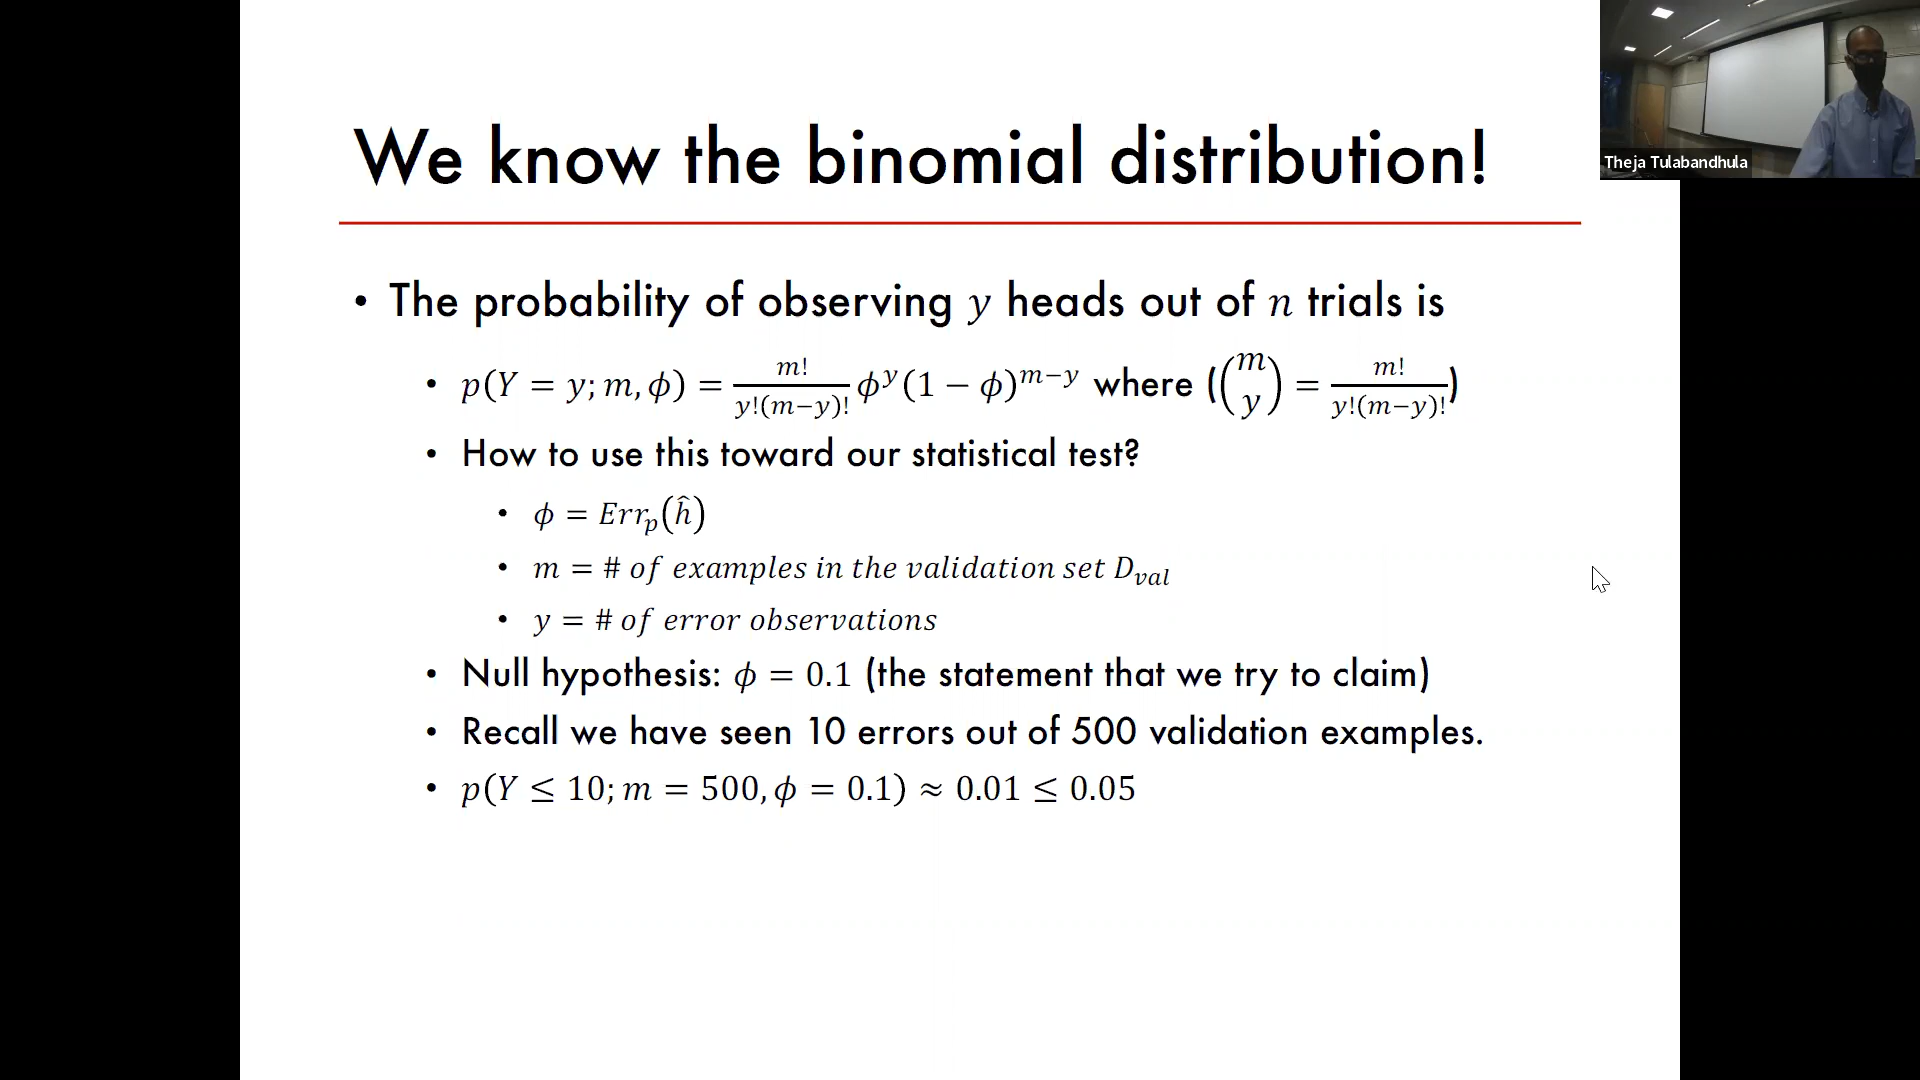 We know the binomial distribution!
Theja Tulabandhula
• The probability of observing y heads out of n trials is
• p(Y = y; m, ϕ) = m!/(y!(m−y)!) ϕ^y (1 − ϕ)^(m−y) where ((m y) = m!/(y!(m−y)!))
• How to use this toward our statistical test?
• ϕ = Err_p(ĥ)
• m = # of examples in the validation set D_val
• y = # of error observations
• Null hypothesis: ϕ = 0.1 (the statement that we try to claim)
• Recall we have seen 10 errors out of 500 validation examples.
• p(Y ≤ 10; m = 500, ϕ = 0.1) ≈ 0.01 ≤ 0.05